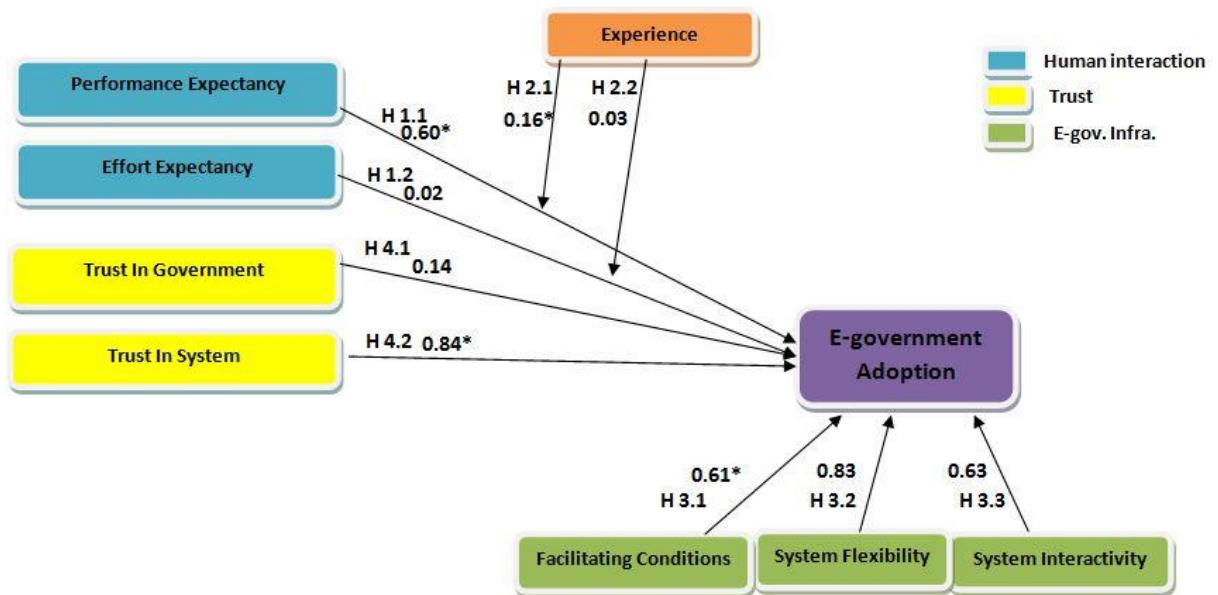 Experience
Human interaction
Trust
E-gov. Infra.
Performance Expectancy
H 2.1
H 2.2
0.16*
0.03
H 1.1
0.60*
Effort Expectancy
H 1.2
0.02
Trust In Government
H 4.1
0.14
Trust In System
H 4.2 0.84*
E-government
Adoption
0.61*
0.83
0.63
H 3.1
H 3.2
H 3.3
Facilitating Conditions
System Flexibility
System Interactivity